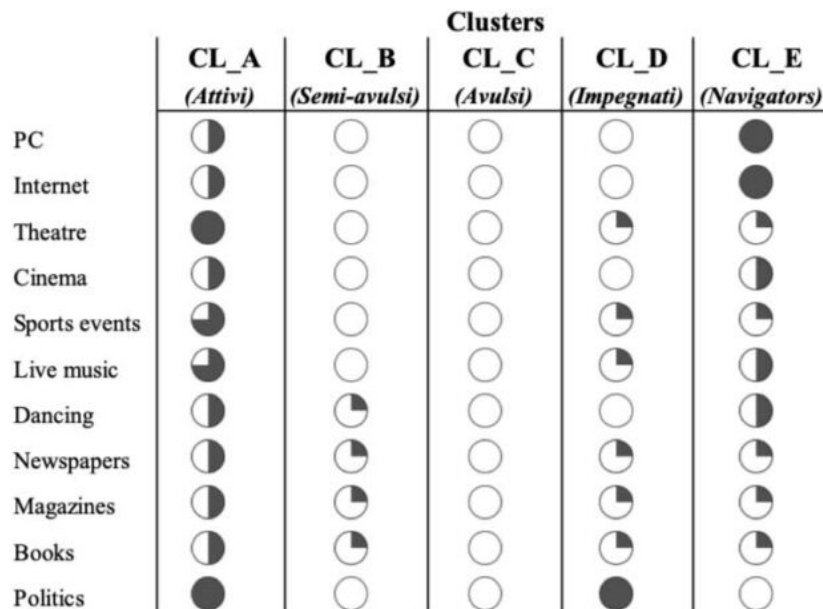 Clusters
CL_A CL_B CL_C CL_D CL_E
(Attivi) (Semi-avulsi) (Avulsi) (Impegnati) (Navigators)
PC
Internet
Theatre
Cinema
Sports events
Live music
Dancing
Newspapers
Magazines
Books
Politics